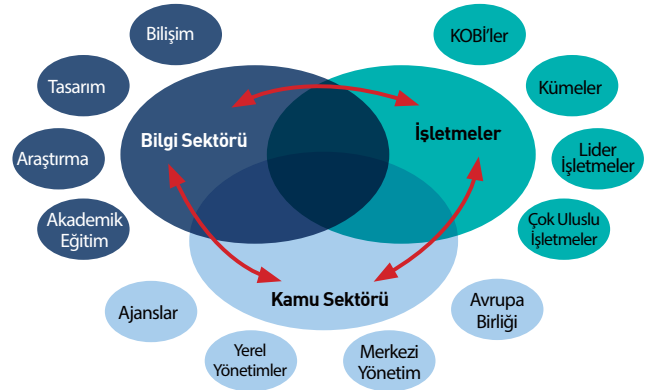 Bilişim
Tasarım
Araştırma
Akademik
Eğitim
Bilgi Sektörü
KOBİ'ler
Kümeler
Lider
İşletmeler
Çok Uluslu
İşletmeler
İşletmeler
Kamu Sektörü
Ajanslar
Yerel
Yönetimler
Merkezi
Yönetim
Avrupa
Birliği